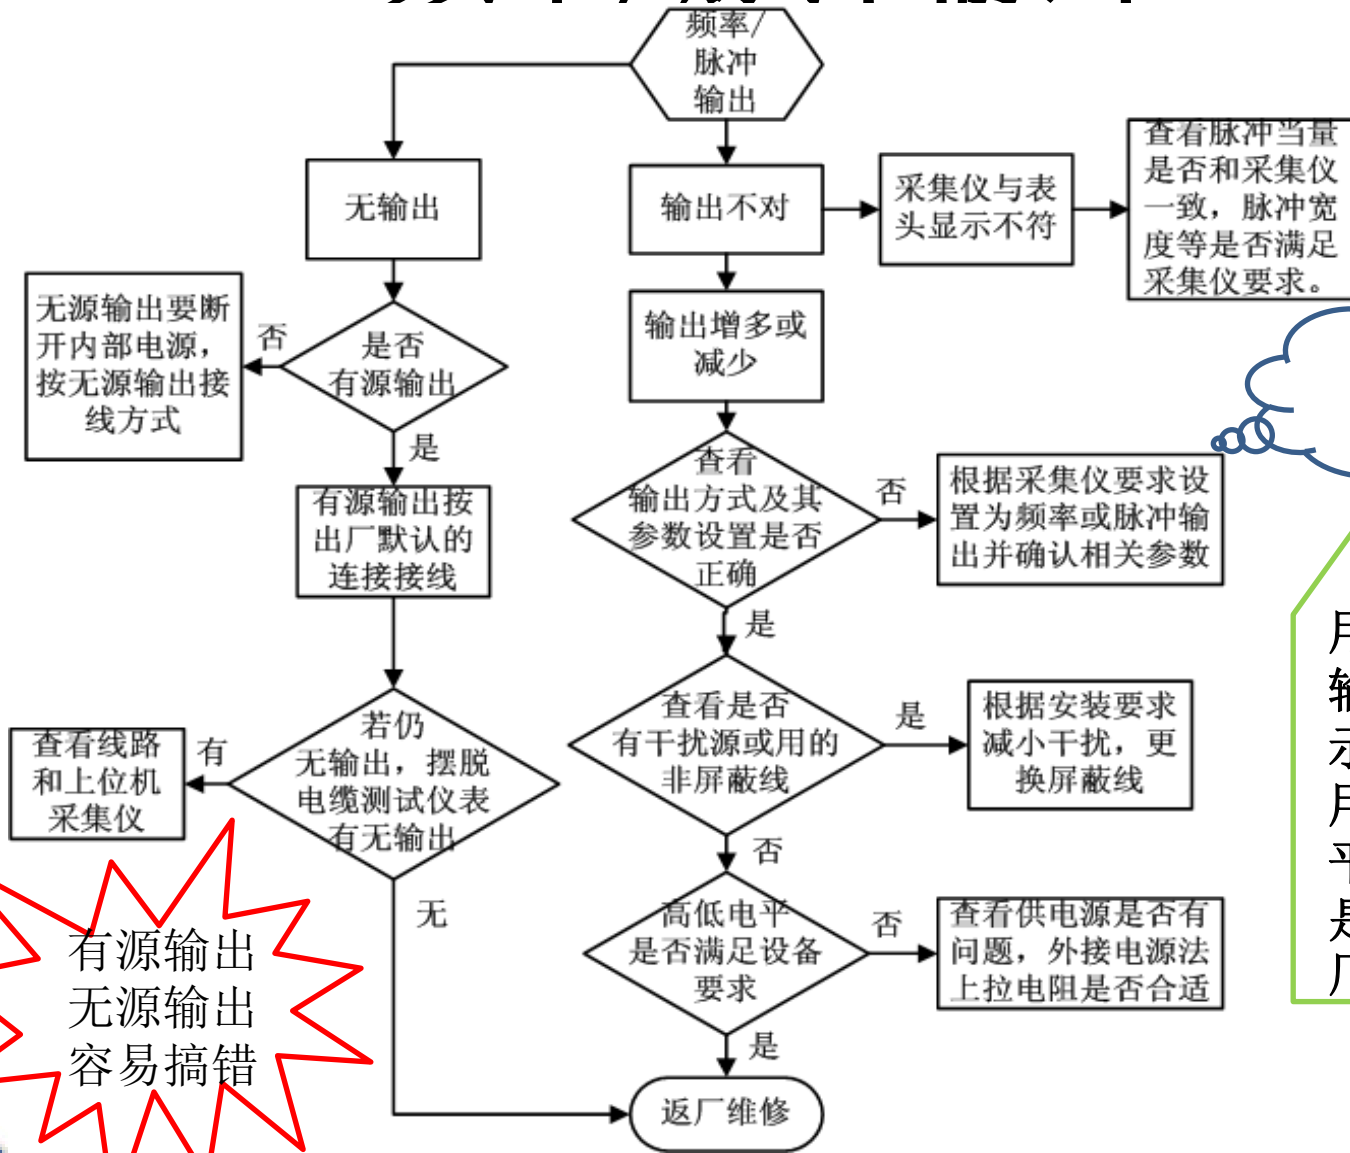 频率/
脉冲
输出
无输出
输出不对
采集仪与表
头显示不符
查看脉冲当量
是否和采集仪
一致，脉冲宽
度等是否满足
采集仪要求。
无源输出要断
开内部电源，
按无源输出接
线方式
否
是否
有源输出
是
输出增多或
减少
有源输出按
出厂默认的
连接接线
查看
输出方式及其
参数设置是否
正确
否
根据采集仪要求设
置为频率或脉冲输
出并确认相关参数
是
查看是否
有干扰源或用的
非屏蔽线
是
根据安装要求
减小干扰，更
换屏蔽线
否
若仍
无输出，摆脱
电缆测试仪表
有无输出
有
查看线路
和上位机
采集仪
无
高低电平
是否满足设备
要求
否
查看供电源是否有
问题，外接电源法
上拉电阻是否合适
是
返厂维修
有源输出
无源输出
容易搞错
用
输
示
用
平
是
厂